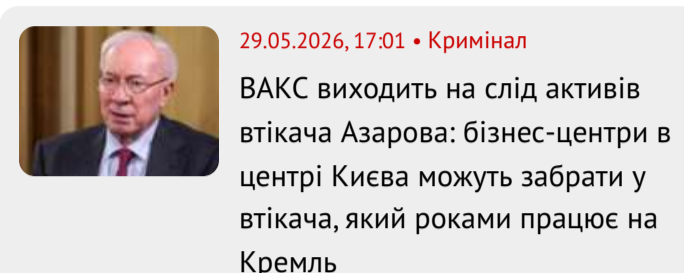 29.05.2026, 17:01 • Кримінал
ВАКС виходить на слід активів
втікача Азарова: бізнес-центри в
центрі Києва можуть забрати у
втікача, який роками працює на
Кремль